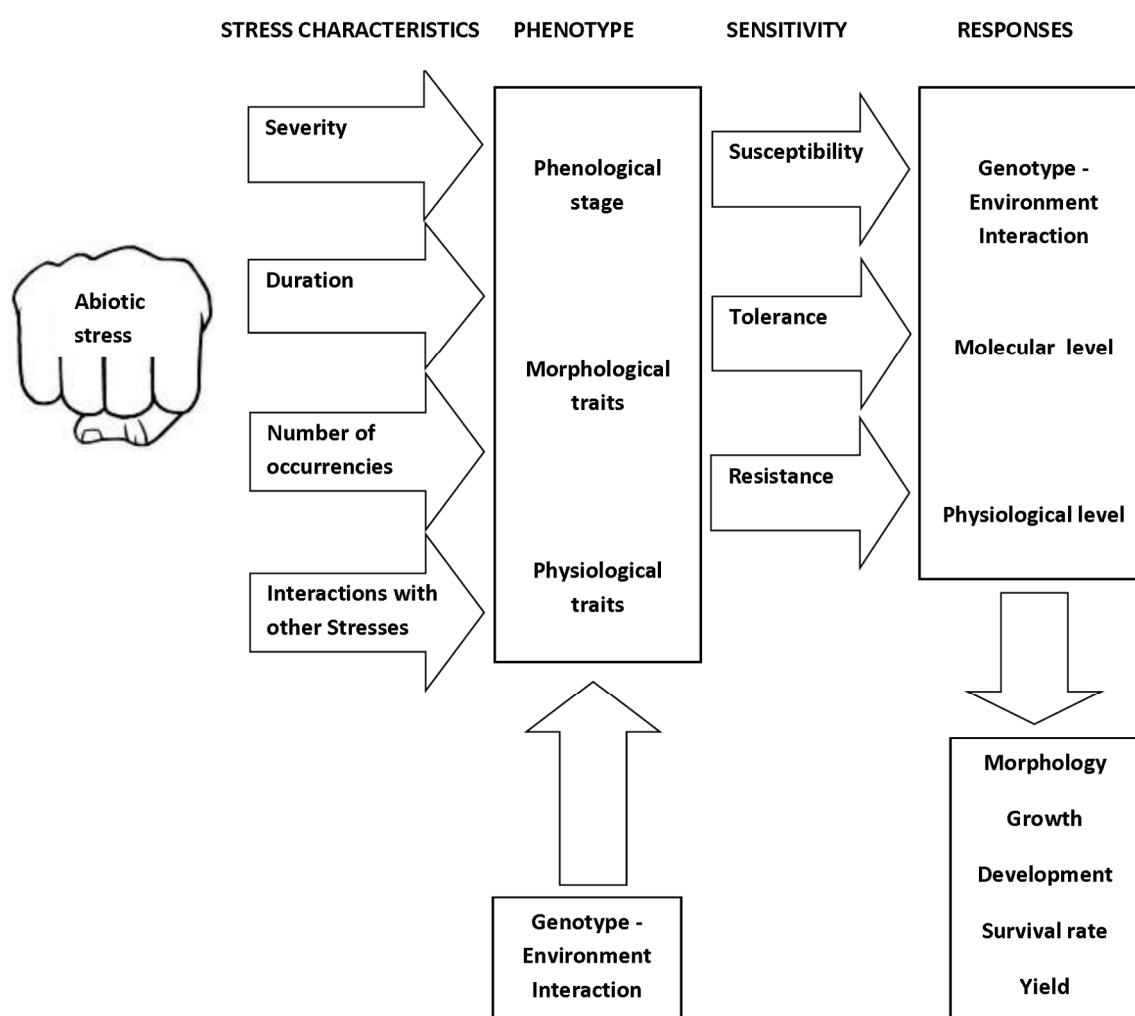 STRESS CHARACTERISTICS
PHENOTYPE
SENSITIVITY
RESPONSES
Abiotic
stress
Severity
Duration
Number of
occurrencies
Interactions with
other Stresses
Phenological
stage
Morphological
traits
Physiological
traits
Genotype -
Environment
Interaction
Susceptibility
Tolerance
Resistance
Genotype -
Environment
Interaction
Molecular level
Physiological level
Morphology
Growth
Development
Survival rate
Yield